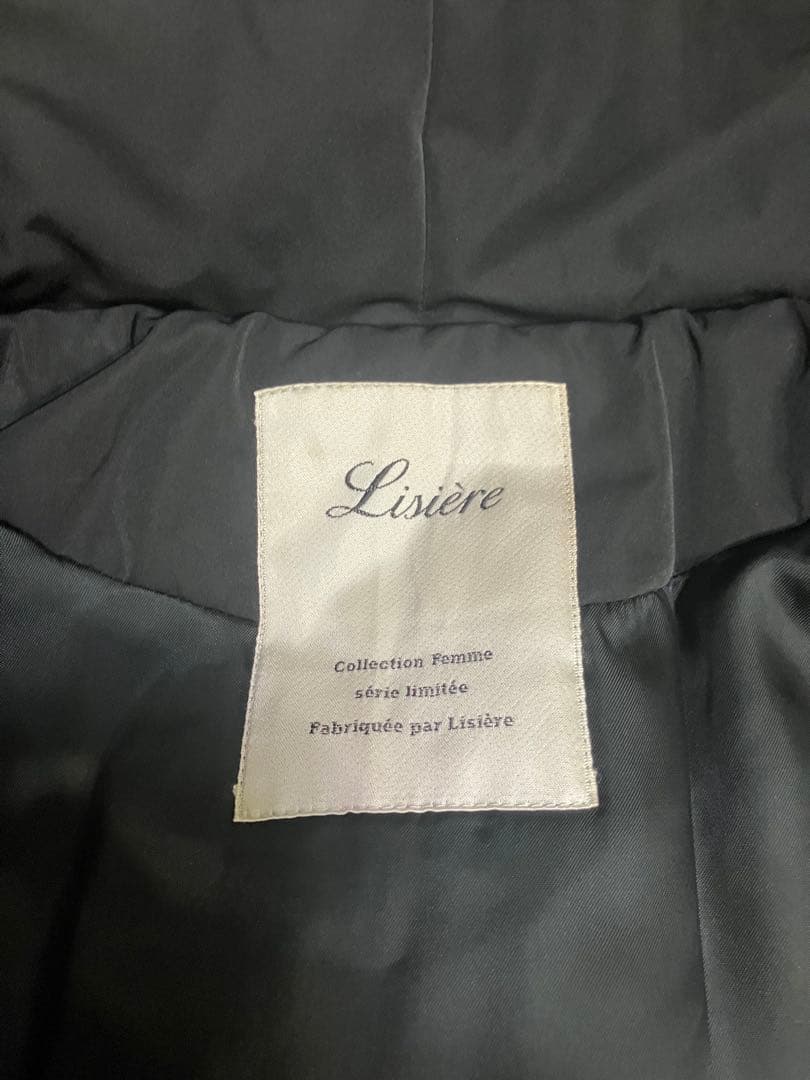 Lisière
Collection Femme
série limitée
Fabriquée par Lisière